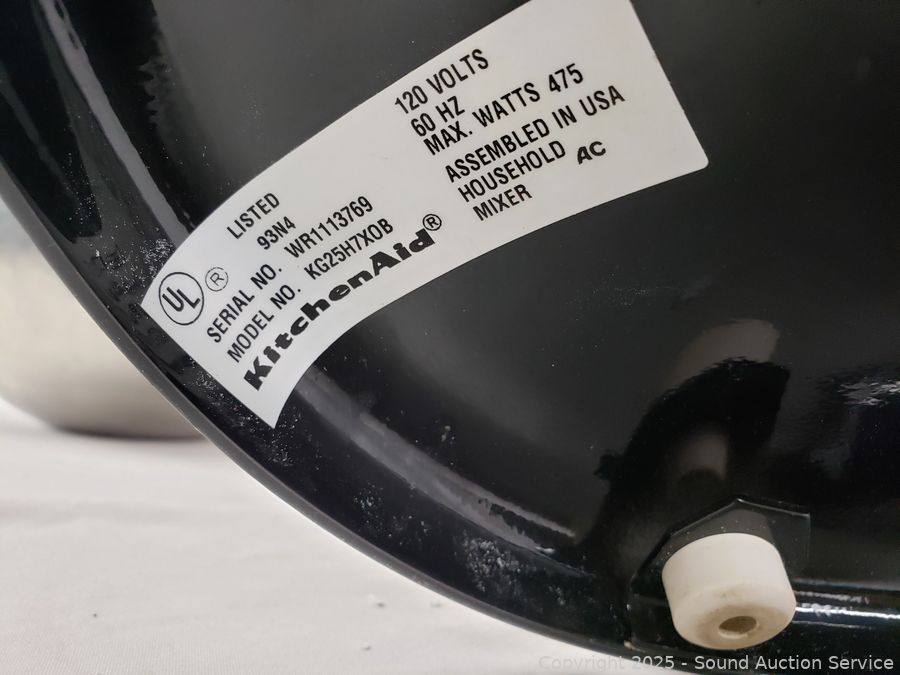 UL
®
LISTED
93N4
SERIAL NO. WR1113769
MODEL NO. KG25H7XOB
KitchenAid®
120 VOLTS
60 HZ
MAX. WATTS 475
ASSEMBLED IN USA
HOUSEHOLD AC
MIXER
Copyright 2025 - Sound Auction Service